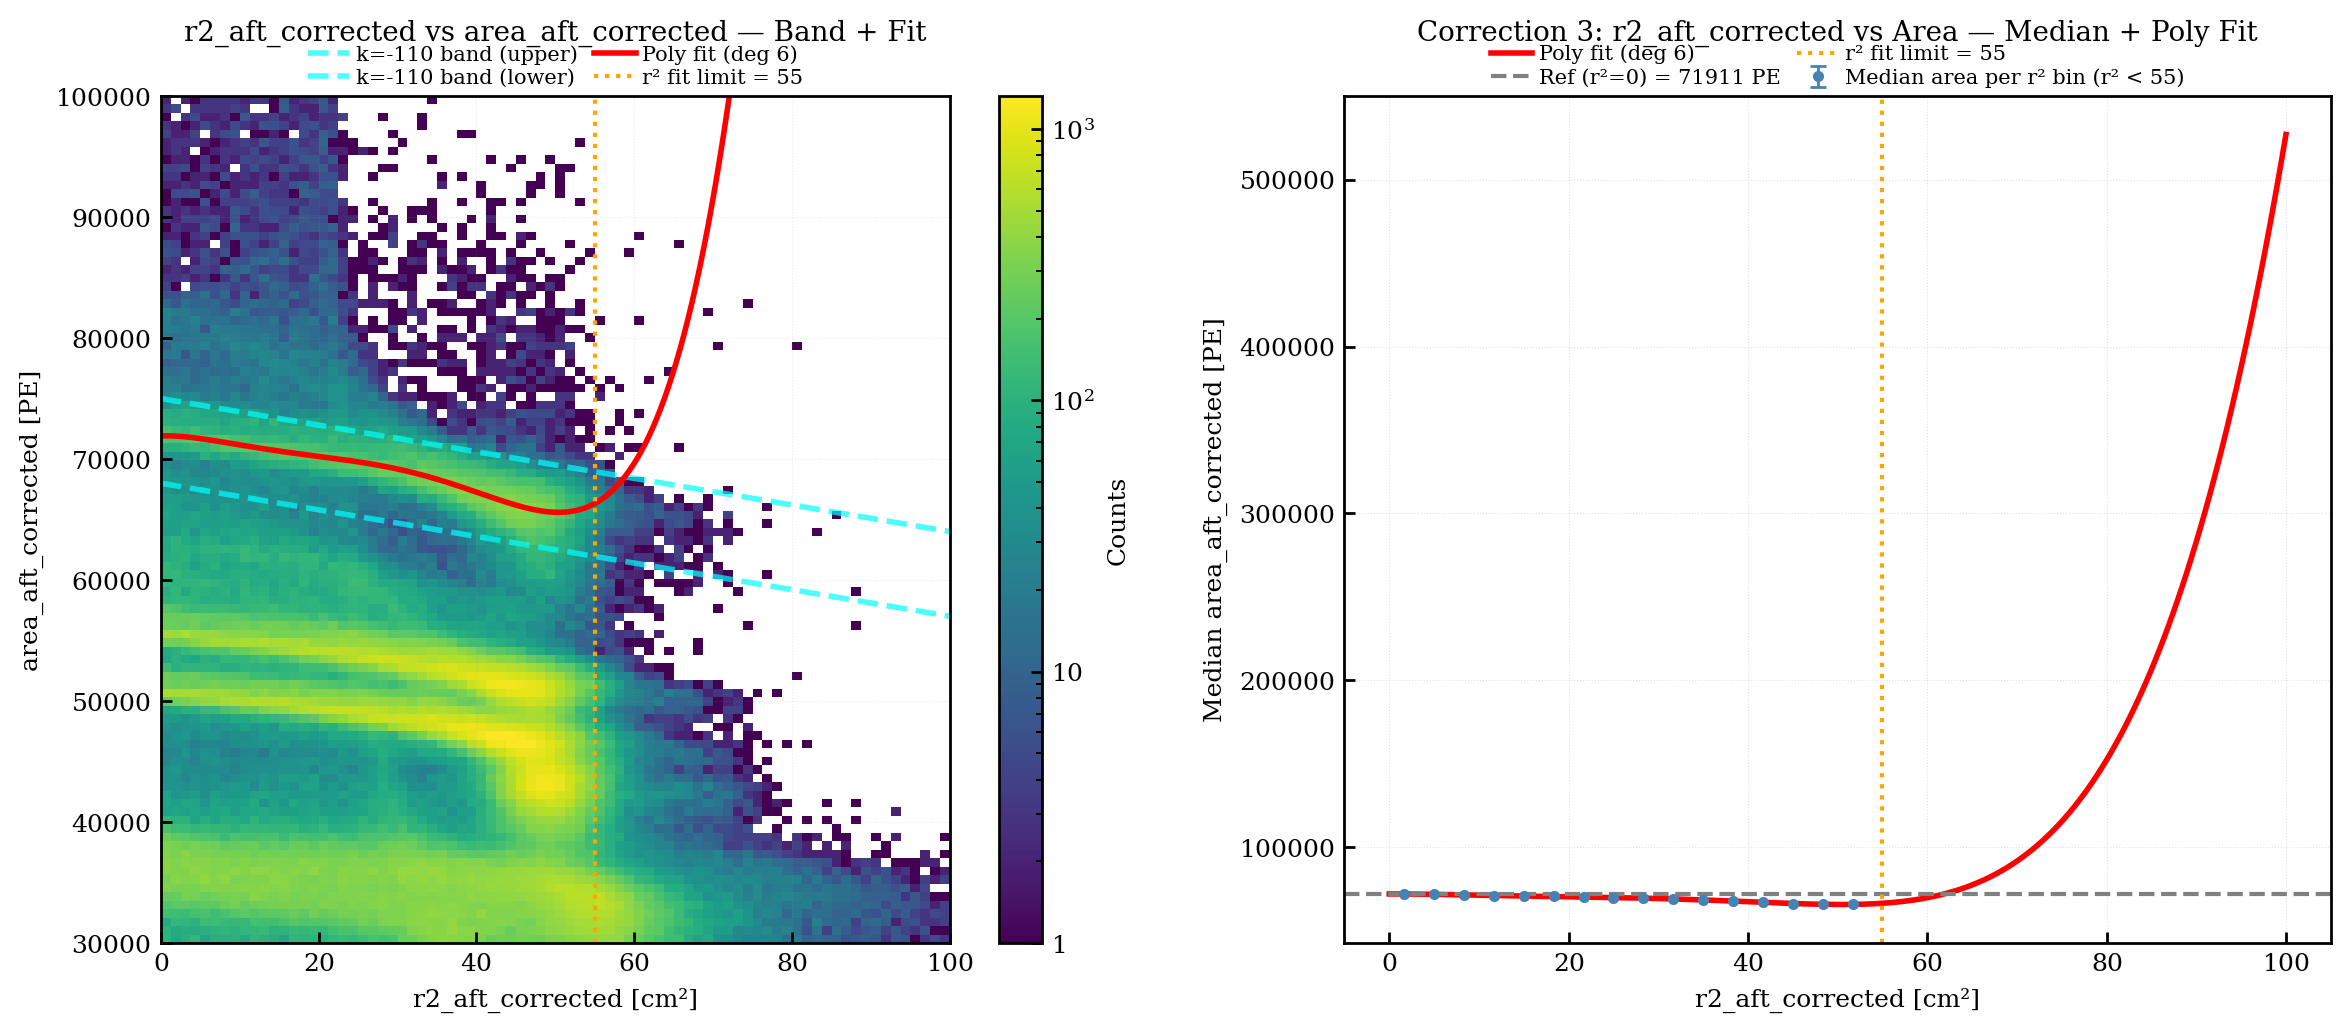 r2_aft_corrected vs area_aft_corrected — Band + Fit
k=-110 band (upper)
k=-110 band (lower)
Poly fit (deg 6)
r² fit limit = 55
100000
90000
80000
70000
60000
50000
40000
30000
area_aft_corrected [PE]
0 20 40 60 80 100
r2_aft_corrected [cm²]
10³
10²
10
1
Counts
Correction 3: r2_aft_corrected vs Area — Median + Poly Fit
Poly fit (deg 6)
Ref (r²=0) = 71911 PE
r² fit limit = 55
Median area per r² bin (r² < 55)
500000
400000
300000
200000
100000
Median area_aft_corrected [PE]
0 20 40 60 80 100
r2_aft_corrected [cm²]